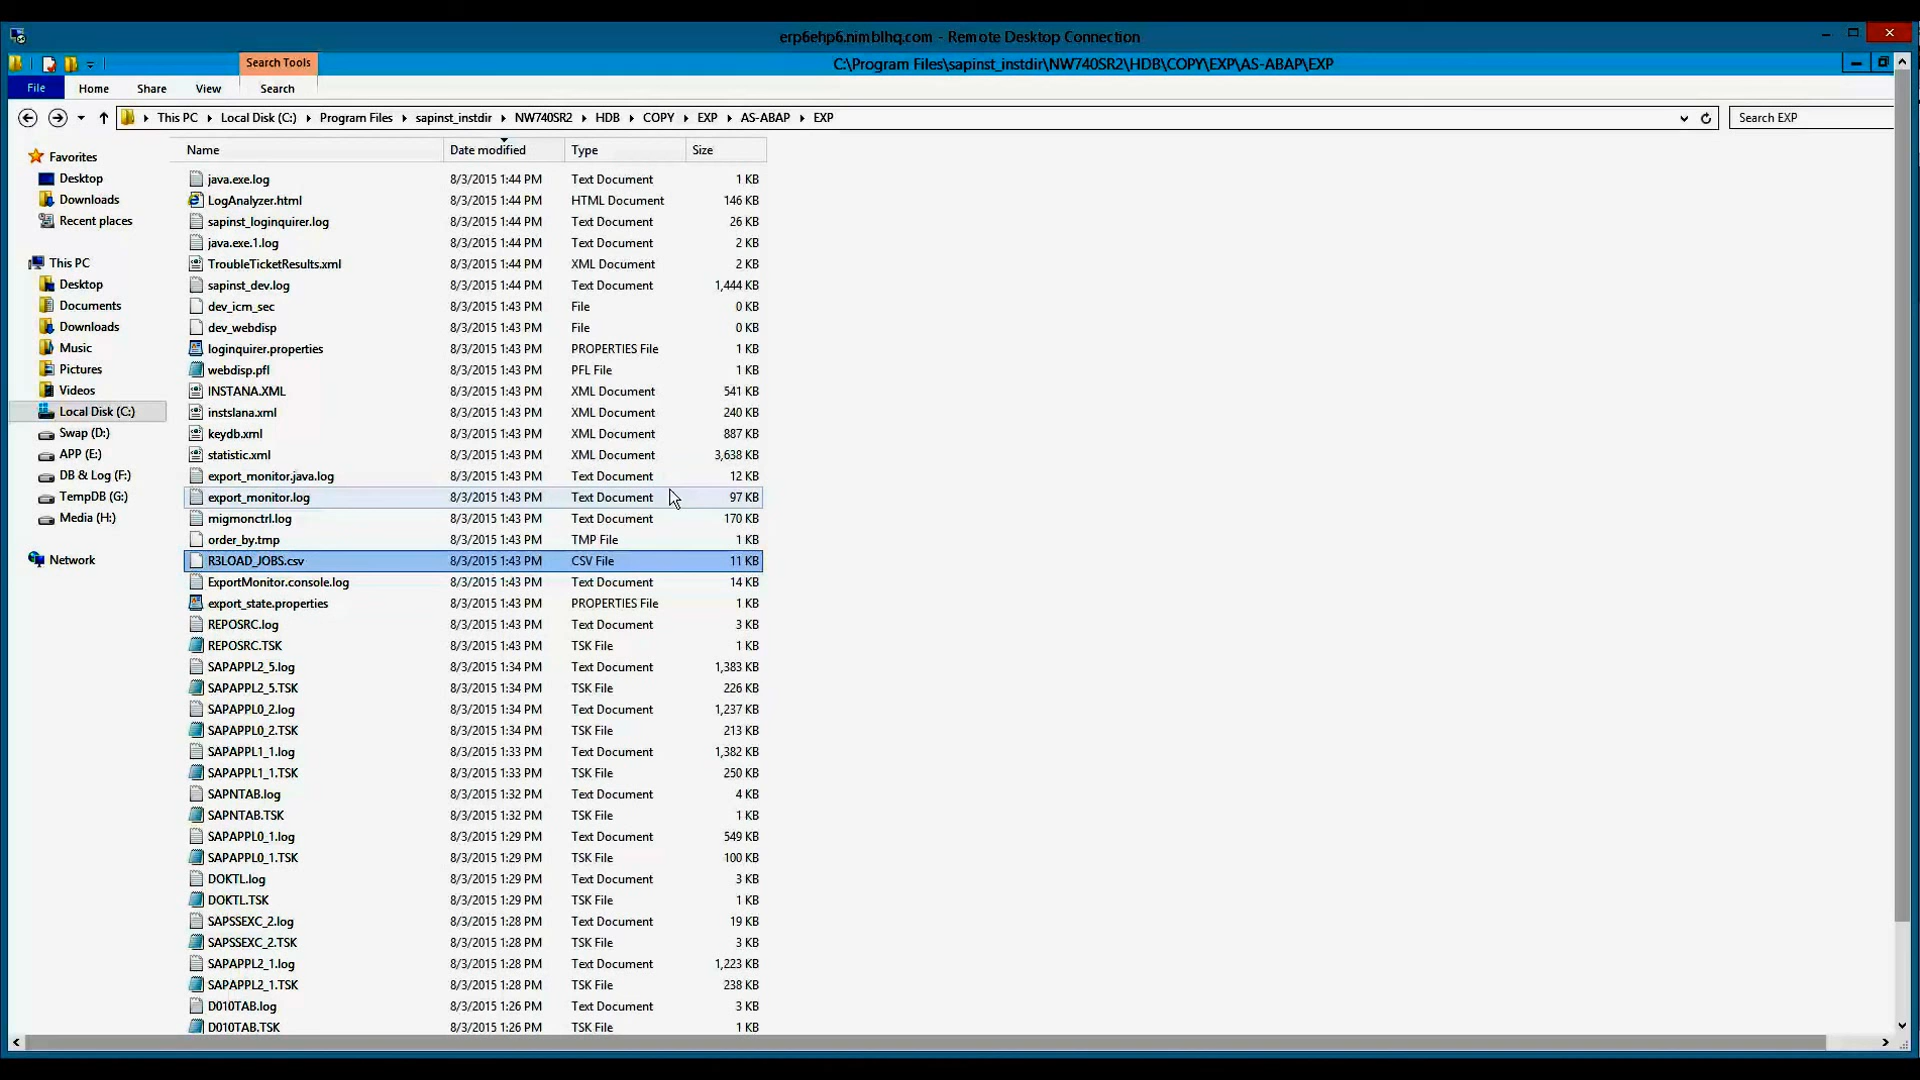 erp6ehp6.nimblhq.com - Remote Desktop Connection
Search Tools
C:\Program Files\sapinst_instdir\NW740SR2\HDB\COPY\EXP\AS-ABAP\EXP
File Home Share View Search
This PC Local Disk (C:) Program Files sapinst_instdir NW740SR2 HDB COPY EXP AS-ABAP EXP
Search EXP
Favorites
Desktop
Downloads
Recent places
This PC
Desktop
Documents
Downloads
Music
Pictures
Videos
Local Disk (C:)
Swap (D:)
APP (E:)
DB & Log (F:)
TempDB (G:)
Media (H:)
Network
Name Date modified Type Size
java.exe.log 8/3/2015 1:44 PM Text Document 1 KB
LogAnalyzer.html 8/3/2015 1:44 PM HTML Document 146 KB
sapinst_loginquirer.log 8/3/2015 1:44 PM Text Document 26 KB
java.exe.1.log 8/3/2015 1:44 PM Text Document 2 KB
TroubleTicketResults.xml 8/3/2015 1:44 PM XML Document 2 KB
sapinst_dev.log 8/3/2015 1:44 PM Text Document 1,444 KB
dev_icm_sec 8/3/2015 1:43 PM File 0 KB
dev_webdisp 8/3/2015 1:43 PM File 0 KB
loginquirer.properties 8/3/2015 1:43 PM PROPERTIES File 1 KB
webdisp.pfl 8/3/2015 1:43 PM PFL File 1 KB
INSTANA.XML 8/3/2015 1:43 PM XML Document 541 KB
instslana.xml 8/3/2015 1:43 PM XML Document 240 KB
keydb.xml 8/3/2015 1:43 PM XML Document 887 KB
statistic.xml 8/3/2015 1:43 PM XML Document 3,638 KB
export_monitor.java.log 8/3/2015 1:43 PM Text Document 12 KB
export_monitor.log 8/3/2015 1:43 PM Text Document 97 KB
migmonctrl.log 8/3/2015 1:43 PM Text Document 170 KB
order_by.tmp 8/3/2015 1:43 PM TMP File 1 KB
R3LOAD_JOBS.csv 8/3/2015 1:43 PM CSV File 11 KB
ExportMonitor.console.log 8/3/2015 1:43 PM Text Document 14 KB
export_state.properties 8/3/2015 1:43 PM PROPERTIES File 1 KB
REPOSRC.log 8/3/2015 1:43 PM Text Document 3 KB
REPOSRC.TSK 8/3/2015 1:43 PM TSK File 1 KB
SAPAPPL2_5.log 8/3/2015 1:34 PM Text Document 1,383 KB
SAPAPPL2_5.TSK 8/3/2015 1:34 PM TSK File 226 KB
SAPAPPL0_2.log 8/3/2015 1:34 PM Text Document 1,237 KB
SAPAPPL0_2.TSK 8/3/2015 1:34 PM TSK File 213 KB
SAPAPPL1_1.log 8/3/2015 1:33 PM Text Document 1,382 KB
SAPAPPL1_1.TSK 8/3/2015 1:33 PM TSK File 250 KB
SAPNTAB.log 8/3/2015 1:32 PM Text Document 4 KB
SAPNTAB.TSK 8/3/2015 1:32 PM TSK File 1 KB
SAPAPPL0_1.log 8/3/2015 1:29 PM Text Document 549 KB
SAPAPPL0_1.TSK 8/3/2015 1:29 PM TSK File 100 KB
DOKTL.log 8/3/2015 1:29 PM Text Document 3 KB
DOKTL.TSK 8/3/2015 1:29 PM TSK File 1 KB
SAPSSEXC_2.log 8/3/2015 1:28 PM Text Document 19 KB
SAPSSEXC_2.TSK 8/3/2015 1:28 PM TSK File 3 KB
SAPAPPL2_1.log 8/3/2015 1:28 PM Text Document 1,223 KB
SAPAPPL2_1.TSK 8/3/2015 1:28 PM TSK File 238 KB
D010TAB.log 8/3/2015 1:26 PM Text Document 3 KB
D010TAB.TSK 8/3/2015 1:26 PM TSK File 1 KB